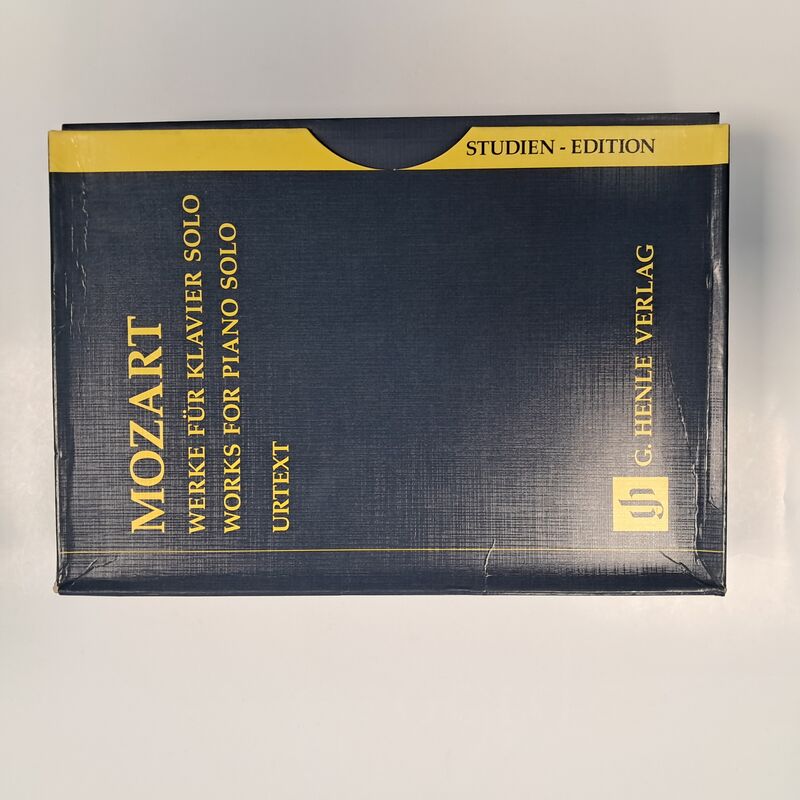 STUDIEN - EDITION
MOZART
WERKE FÜR KLAVIER SOLO
WORKS FOR PIANO SOLO
URTEXT
G. HENLE VERLAG